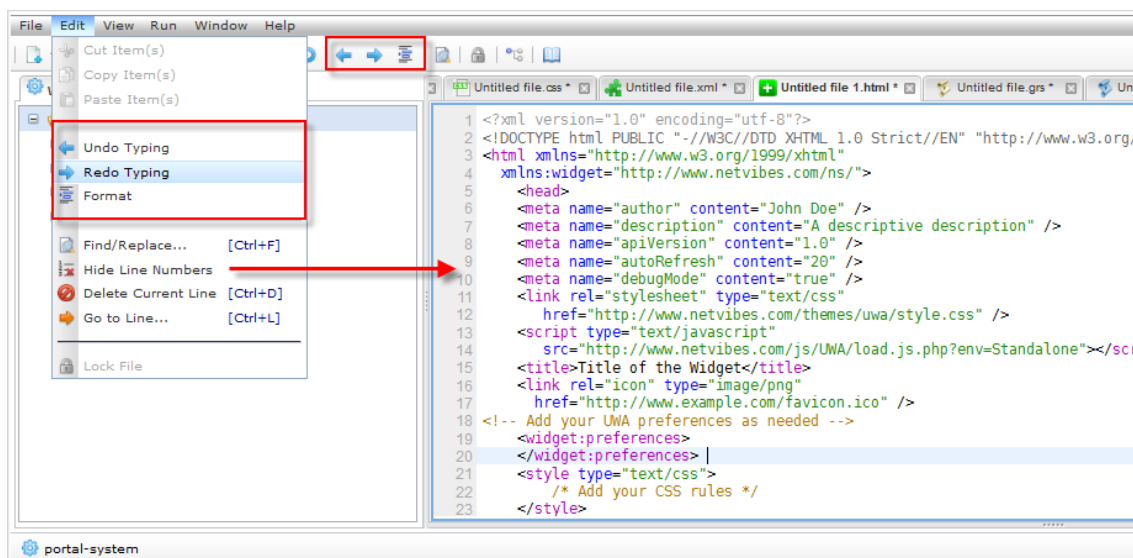 File Edit View Run Window Help
Cut Item(s)
Copy Item(s)
Paste Item(s)
Undo Typing
Redo Typing
Format
Find/Replace... [Ctrl+F]
Hide Line Numbers
Delete Current Line [Ctrl+D]
Go to Line... [Ctrl+L]
Lock File
Untitled file.css * Untitled file.xml * Untitled file 1.html * Untitled file.grs * Un
1 <?xml version="1.0" encoding="utf-8"?>
2 <!DOCTYPE html PUBLIC "-//W3C//DTD XHTML 1.0 Strict//EN" "http://www.w3.org/
3 <html xmlns="http://www.w3.org/1999/xhtml"
4 xmlns:widget="http://www.netvibes.com/ns/">
5 <head>
6 <meta name="author" content="John Doe" />
7 <meta name="description" content="A descriptive description" />
8 <meta name="apiVersion" content="1.0" />
9 <meta name="autoRefresh" content="20" />
10 <meta name="debugMode" content="true" />
11 <link rel="stylesheet" type="text/css"
12 href="http://www.netvibes.com/themes/uwa/style.css" />
13 <script type="text/javascript"
14 src="http://www.netvibes.com/js/UWA/load.js.php?env=Standalone"></scr
15 <title>Title of the Widget</title>
16 <link rel="icon" type="image/png"
17 href="http://www.example.com/favicon.ico" />
18 <!-- Add your UWA preferences as needed -->
19 <widget:preferences>
20 </widget:preferences>
21 <style type="text/css">
22 /* Add your CSS rules */
23 </style>
portal-system